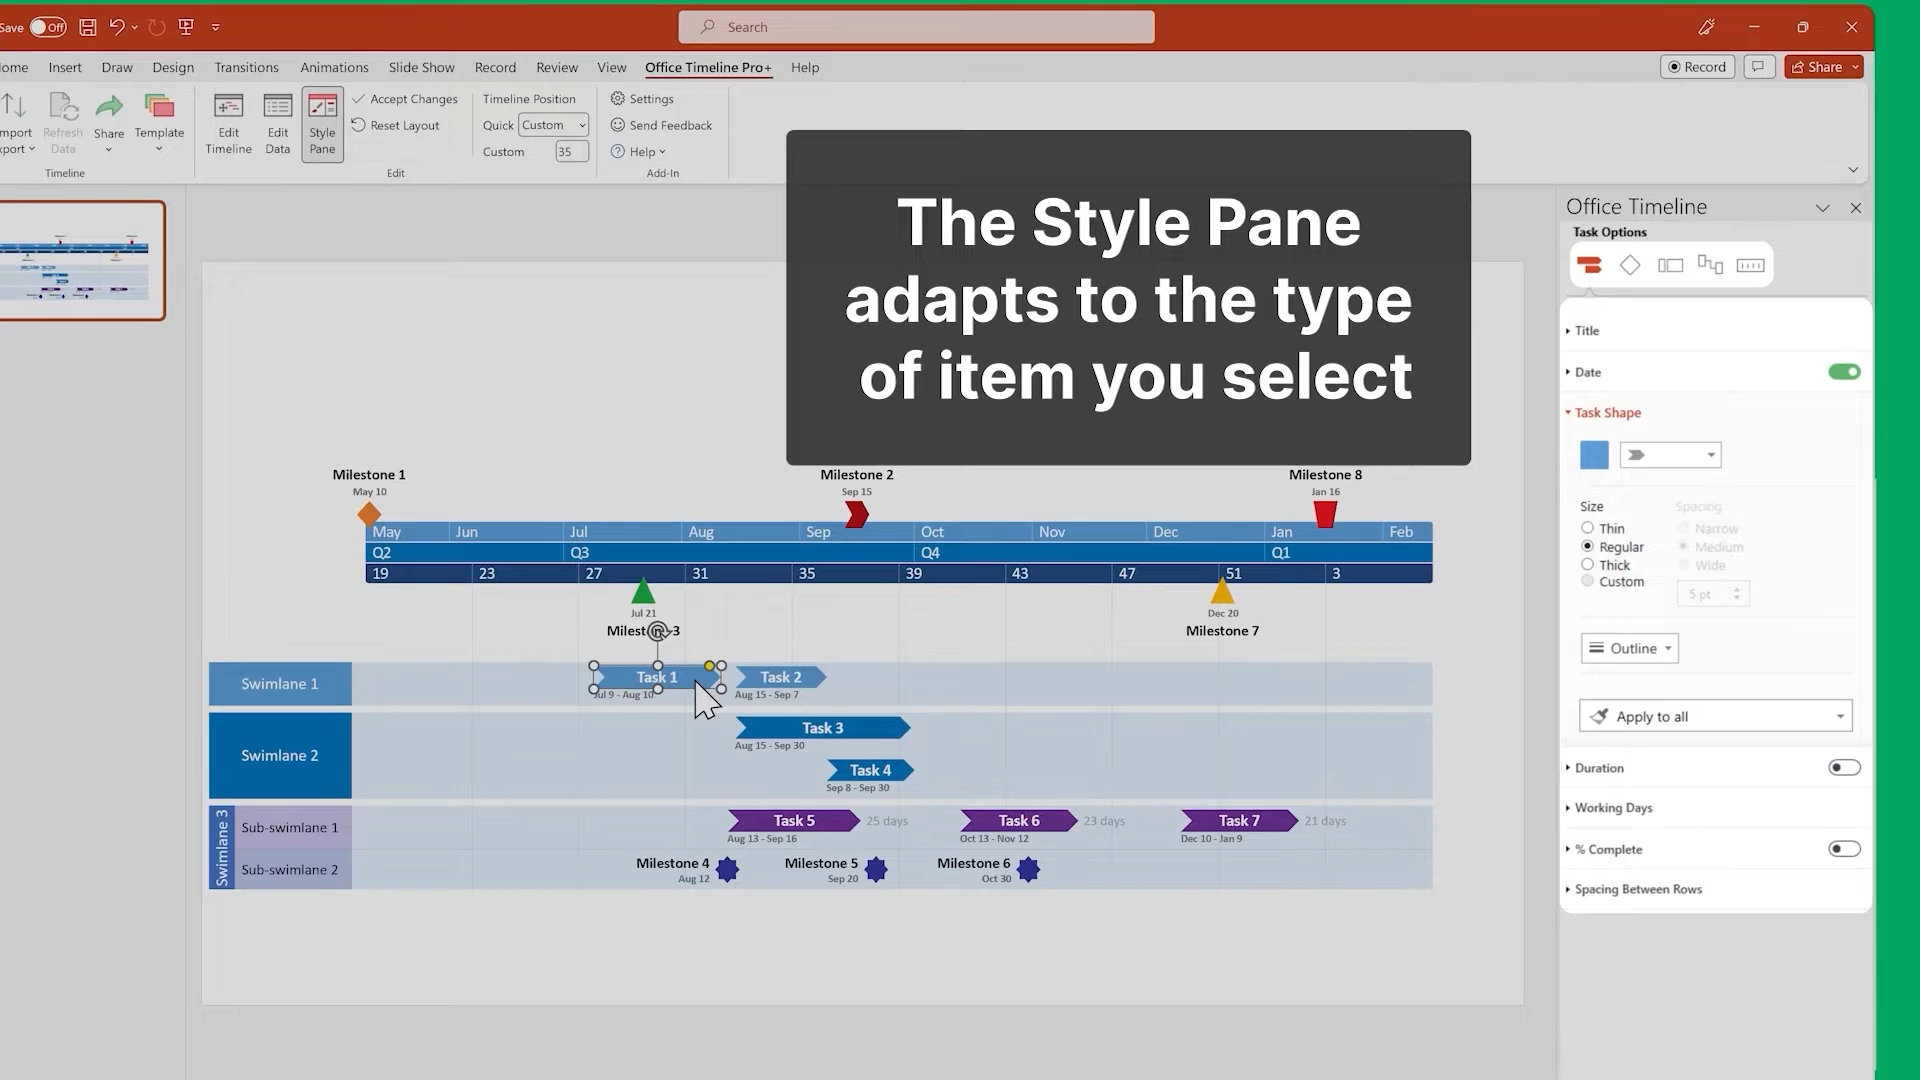 Save Off
Search
ome Insert Draw Design Transitions Animations Slide Show Record Review View Office Timeline Pro+ Help
Record
Share
mport
xport
Refresh
Data
Share
Template
Timeline
Edit
Timeline
Edit
Data
Style
Pane
Accept Changes
Reset Layout
Edit
Timeline Position
Quick Custom
Custom 35
Settings
Send Feedback
Help
Add-In
The Style Pane
adapts to the type
of item you select
Office Timeline
Task Options
Title
Date
Task Shape
Size
Thin
Regular
Thick
Custom
Spacing
Narrow
Medium
Wide
5 pt
Outline
Apply to all
Duration
Working Days
% Complete
Spacing Between Rows
Milestone 1
May 10
Milestone 2
Sep 15
Milestone 8
Jan 16
May Jun Jul Aug Sep Oct Nov Dec Jan Feb
Q2 Q3 Q4 Q1
19 23 27 31 35 39 43 47 51 3
Jul 21
Milest 3
Dec 20
Milestone 7
Swimlane 1
Task 1
Jul 9 - Aug 10
Task 2
Aug 15 - Sep 7
Swimlane 2
Task 3
Aug 15 - Sep 30
Task 4
Sep 8 - Sep 30
Swimlane 3
Sub-swimlane 1
Task 5 25 days
Aug 13 - Sep 16
Task 6 23 days
Oct 13 - Nov 12
Task 7 21 days
Dec 10 - Jan 9
Sub-swimlane 2
Milestone 4
Aug 12
Milestone 5
Sep 20
Milestone 6
Oct 30